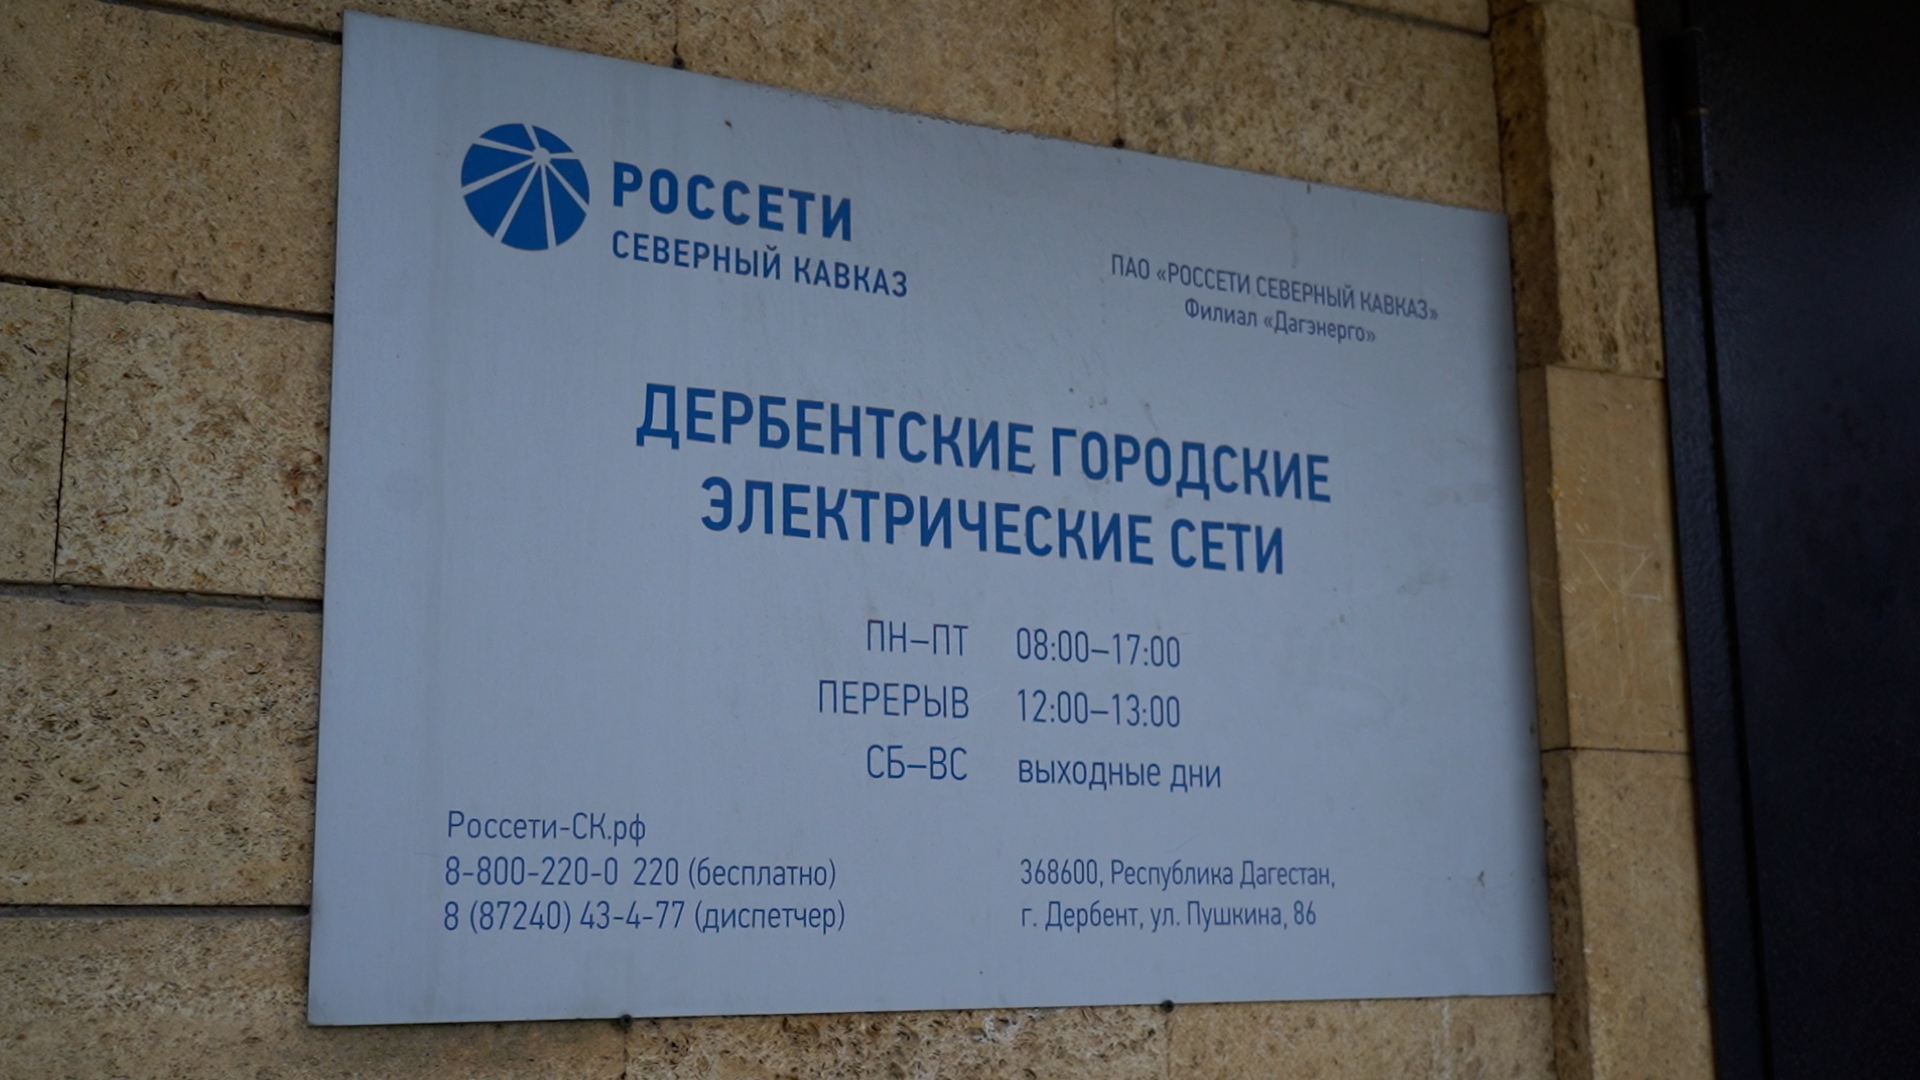 РОССЕТИ
СЕВЕРНЫЙ КАВКАЗ
ПАО «РОССЕТИ СЕВЕРНЫЙ КАВКАЗ»
Филиал «Дагэнерго»
ДЕРБЕНТСКИЕ ГОРОДСКИЕ
ЭЛЕКТРИЧЕСКИЕ СЕТИ
ПН–ПТ 08:00–17:00
ПЕРЕРЫВ 12:00–13:00
СБ–ВС выходные дни
Россети-СК.рф
8-800-220-0 220 (бесплатно)
8 (87240) 43-4-77 (диспетчер)
368600, Республика Дагестан,
г. Дербент, ул. Пушкина, 86